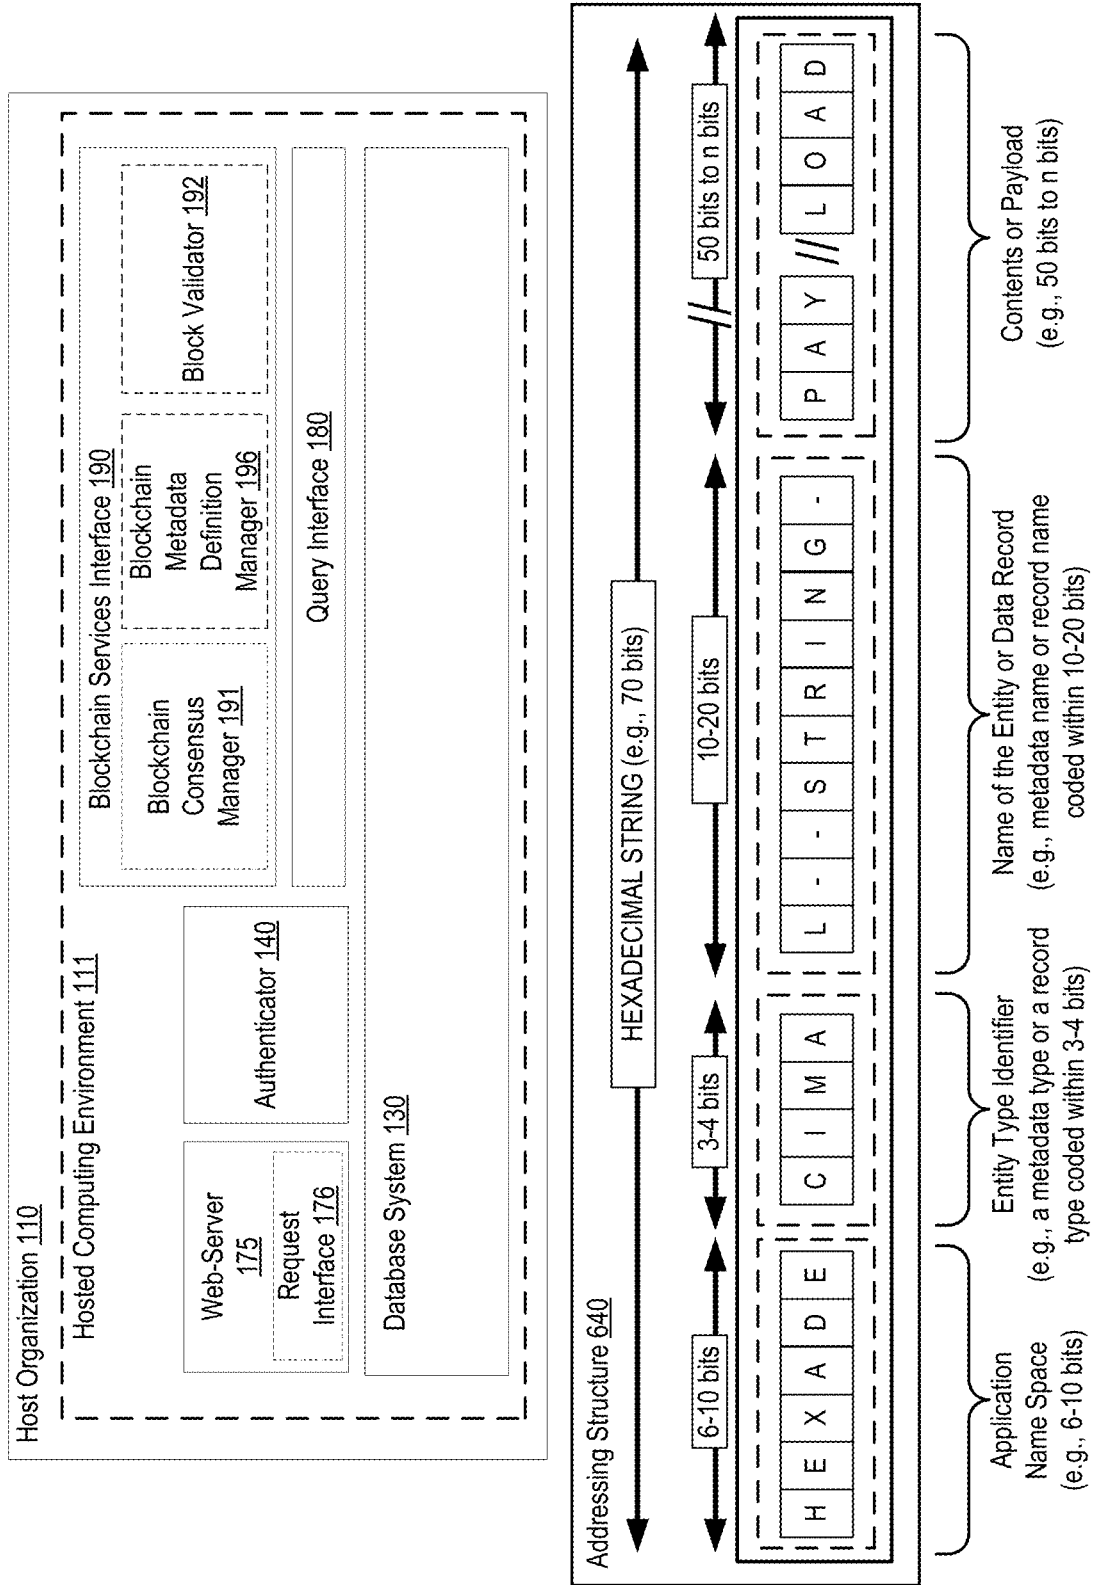 Host Organization 110
Hosted Computing Environment 111
Web-Server
175
Request
Interface 176
Authenticator 140
Blockchain Services Interface 190
Blockchain
Consensus
Manager 191
Blockchain
Metadata
Definition
Manager 196
Block Validator 192
Query Interface 180
Database System 130
Addressing Structure 640
HEXADECIMAL STRING (e.g., 70 bits)
6-10 bits
3-4 bits
10-20 bits
50 bits to n bits
H E X A D E
C I M A
L - - S T R I N G -
P A Y // L O A D
Application
Name Space
(e.g., 6-10 bits)
Entity Type Identifier
(e.g., a metadata type or a record
type coded within 3-4 bits)
Name of the Entity or Data Record
(e.g., metadata name or record name
coded within 10-20 bits)
Contents or Payload
(e.g., 50 bits to n bits)